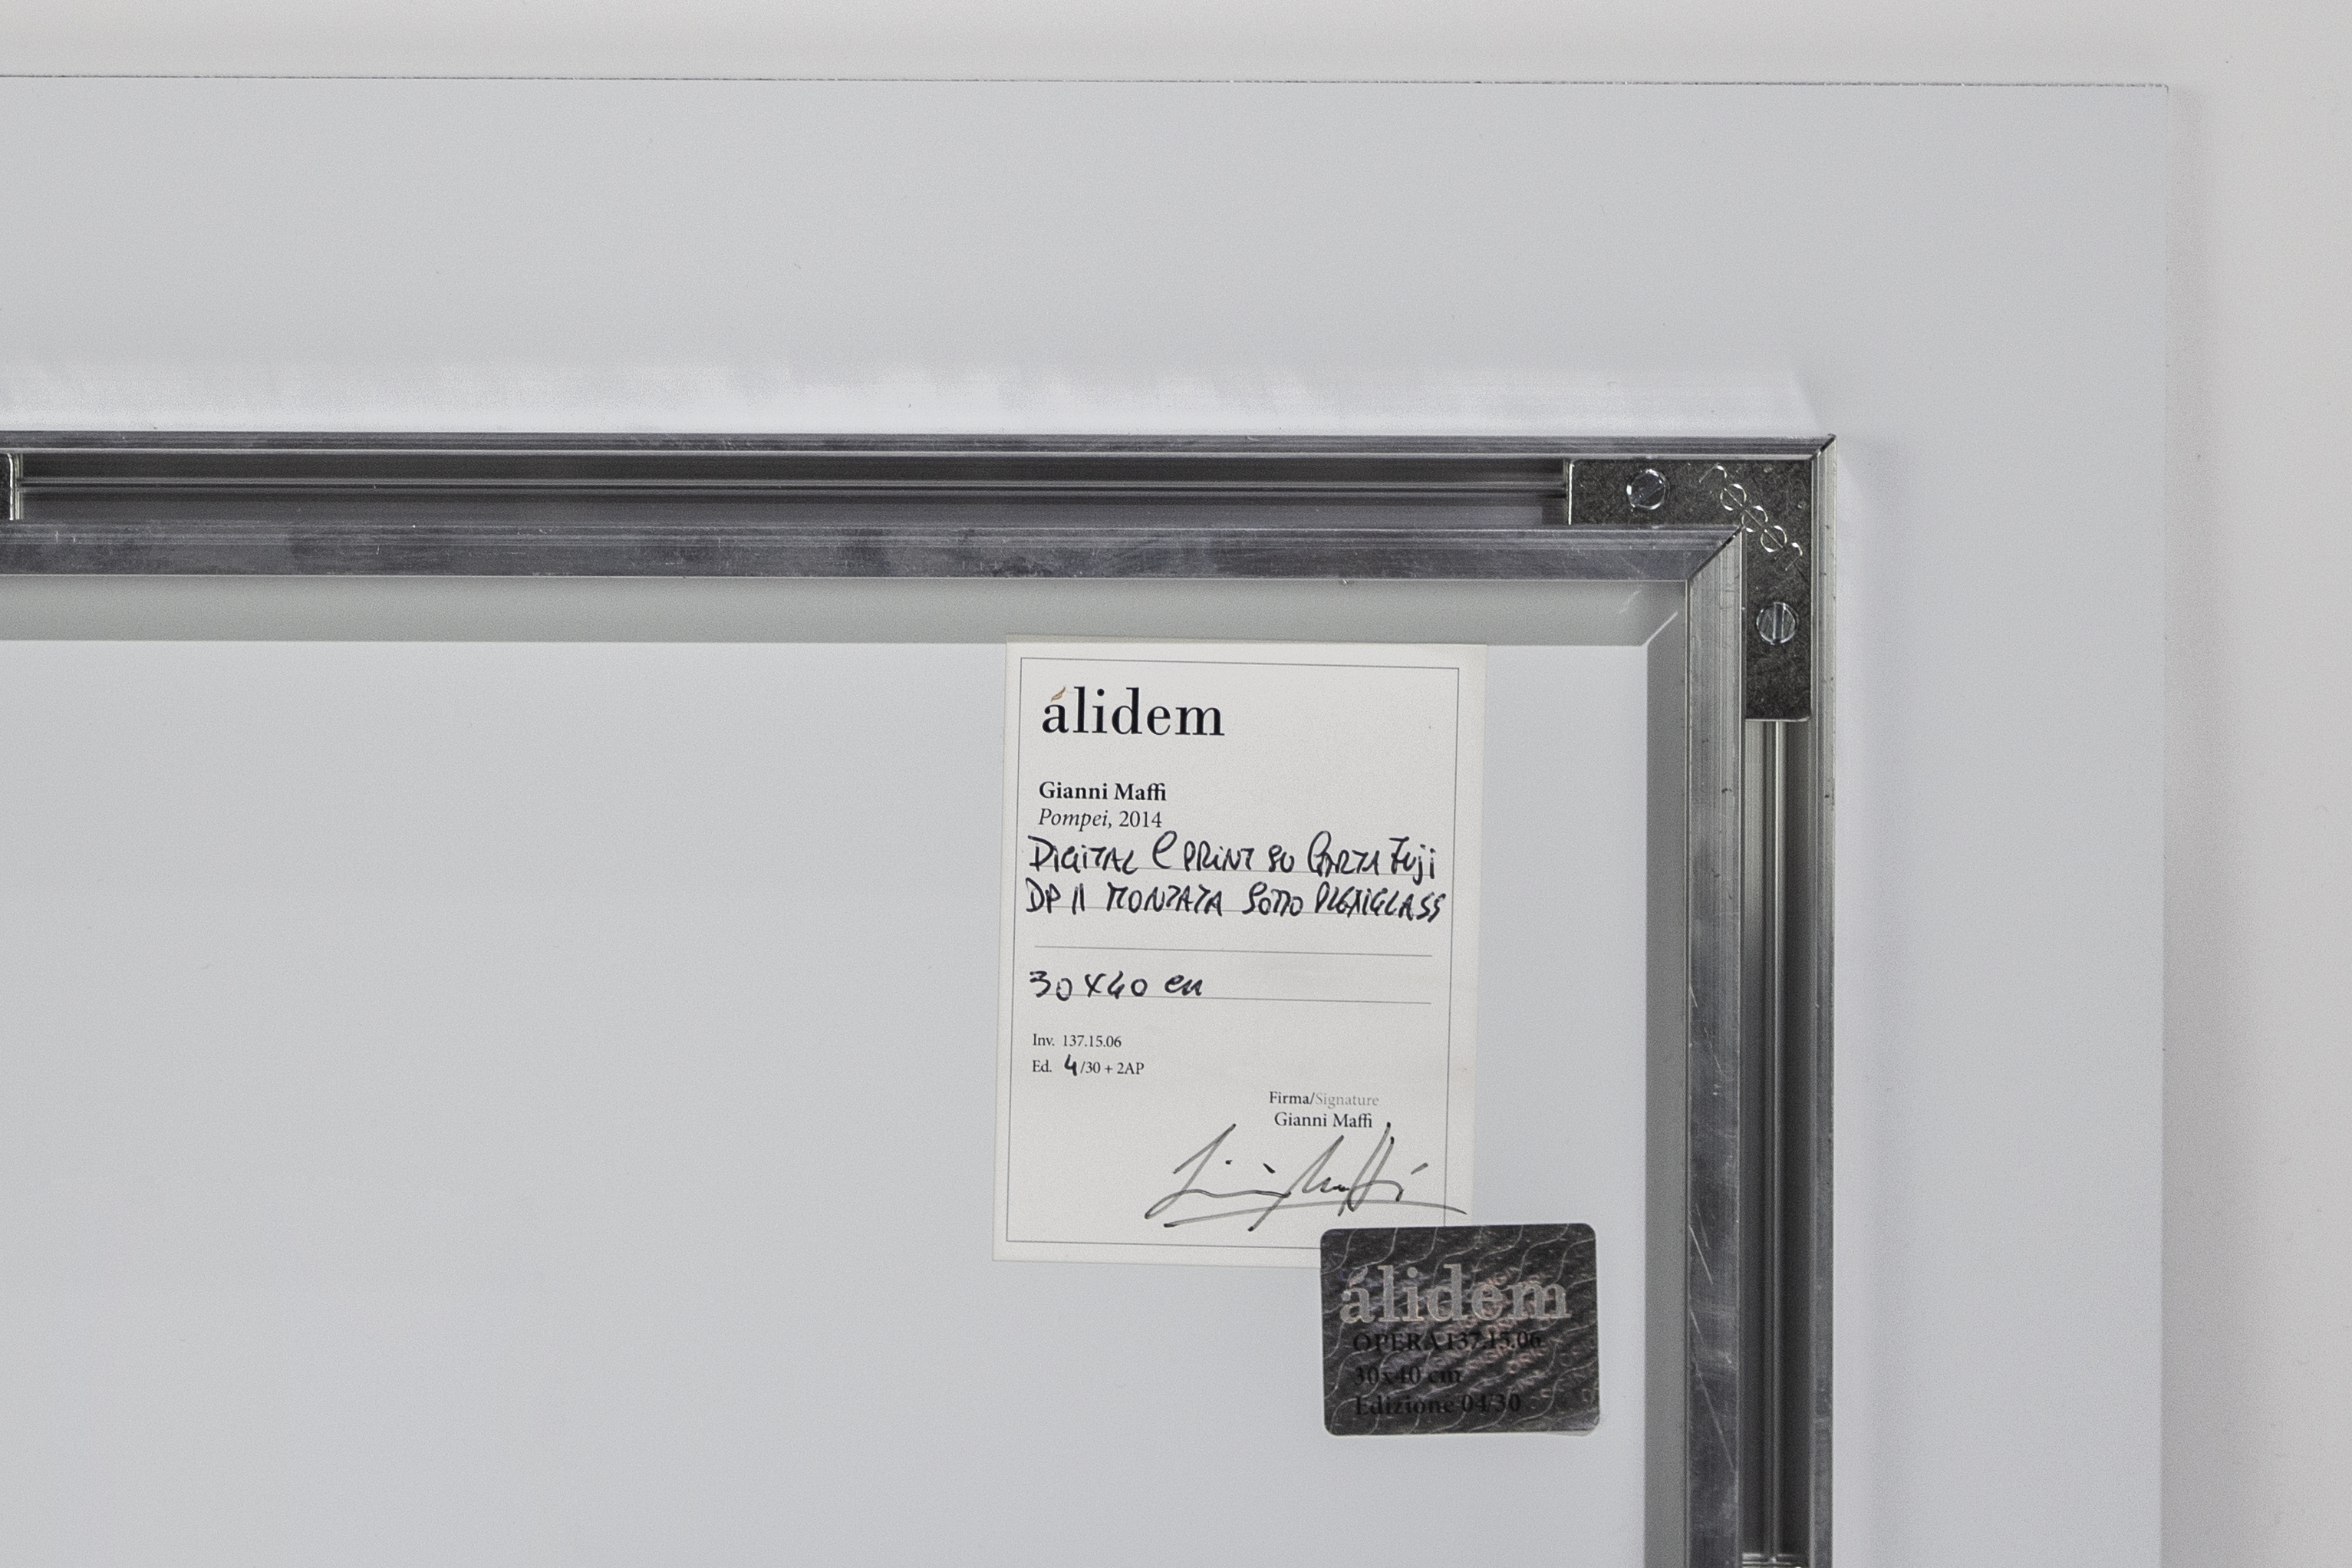 álidem
Gianni Maffi
Pompei, 2014
DIGITAL C PRINT SU CARTA FUJI
DP II MONTATA SOTTO PLEXIGLASS
30x40 cm
Inv. 137.15.06
Ed. 4/30 + 2AP
Firma/Signature
Gianni Maffi
Gianni Maffi
álidem
OPERA 137.15.06
30x40 cm
Edizione 04/30